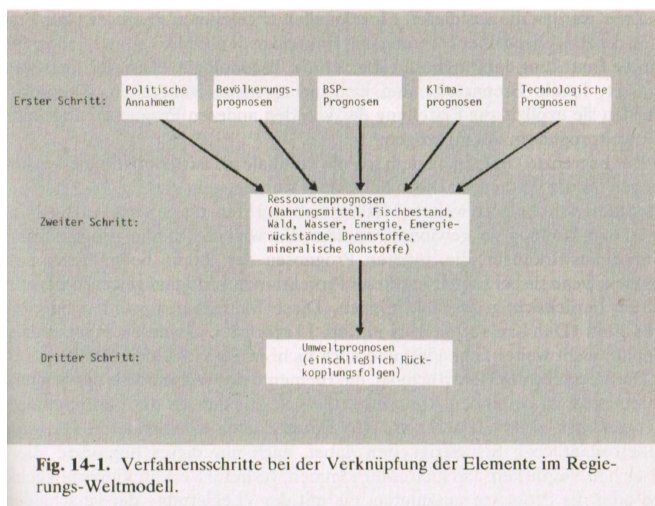 Erster Schritt:
Politische
Annahmen
Bevölkerungs-
prognosen
BSP-
Prognosen
Klima-
prognosen
Technologische
Prognosen
Zweiter Schritt:
Ressourcenprognosen
(Nahrungsmittel, Fischbestand,
Wald, Wasser, Energie, Energie-
rückstände, Brennstoffe,
mineralische Rohstoffe)
Dritter Schritt:
Umweltprognosen
(einschließlich Rück-
kopplungsfolgen)
Fig. 14-1. Verfahrensschritte bei der Verknüpfung der Elemente im Regie-
rungs-Weltmodell.